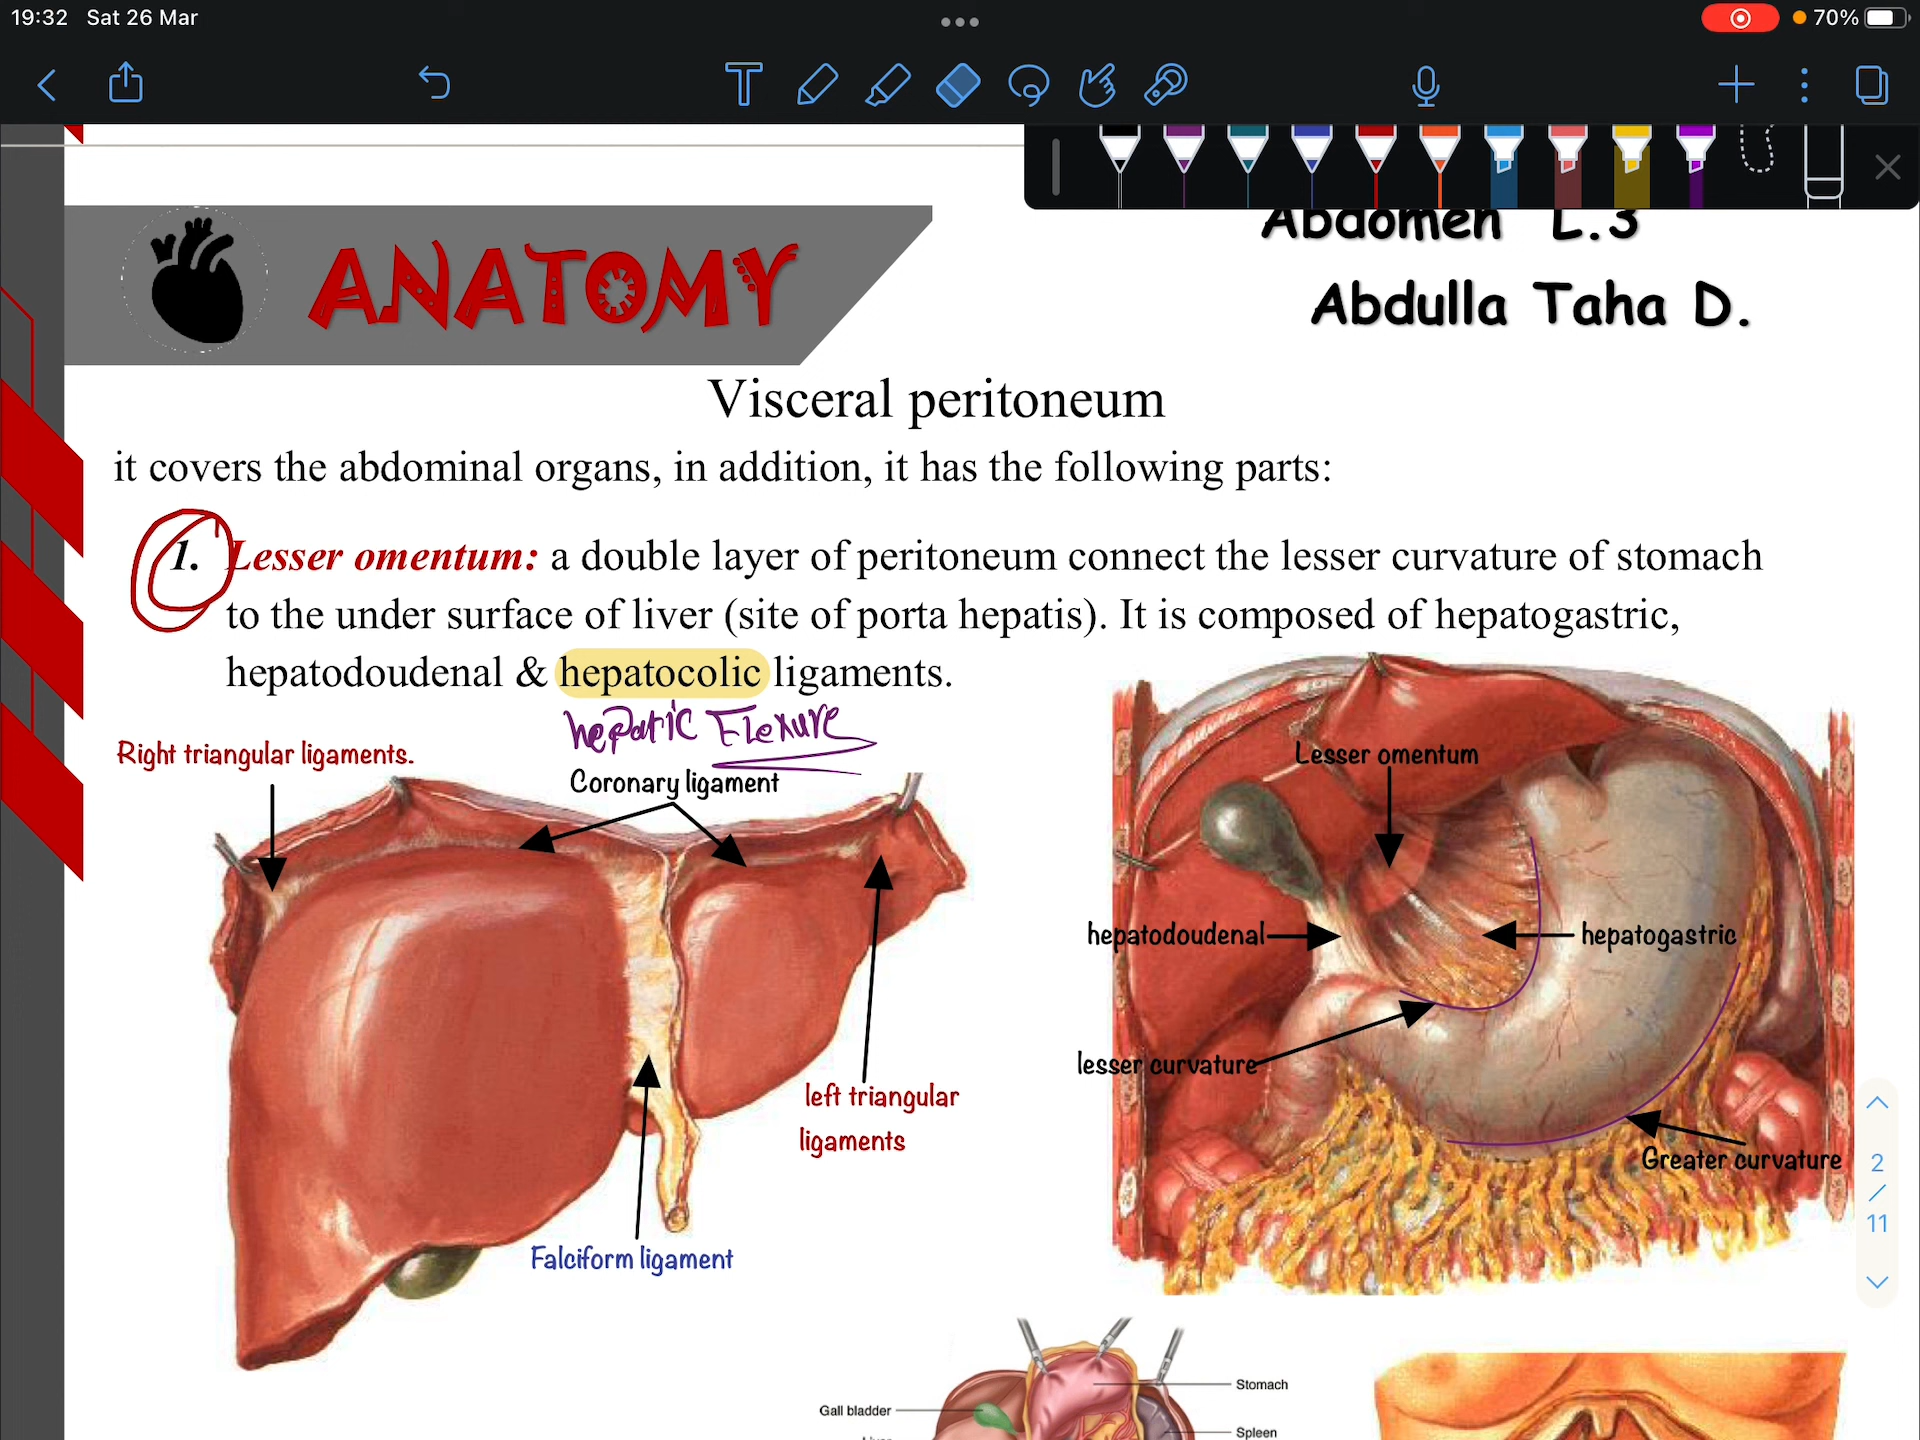 19:32 Sat 26 Mar
70%
Abdomen L.3
ANATOMY
Abdulla Taha D.
Visceral peritoneum
it covers the abdominal organs, in addition, it has the following parts:
1. Lesser omentum: a double layer of peritoneum connect the lesser curvature of stomach
to the under surface of liver (site of porta hepatis). It is composed of hepatogastric,
hepatodoudenal & hepatocolic ligaments.
hepatic Flexure
Right triangular ligaments.
Coronary ligament
left triangular
ligaments
Falciform ligament
Lesser omentum
hepatodoudenal
hepatogastric
lesser curvature
Greater curvature
2
/
11
Stomach
Gall bladder
Spleen